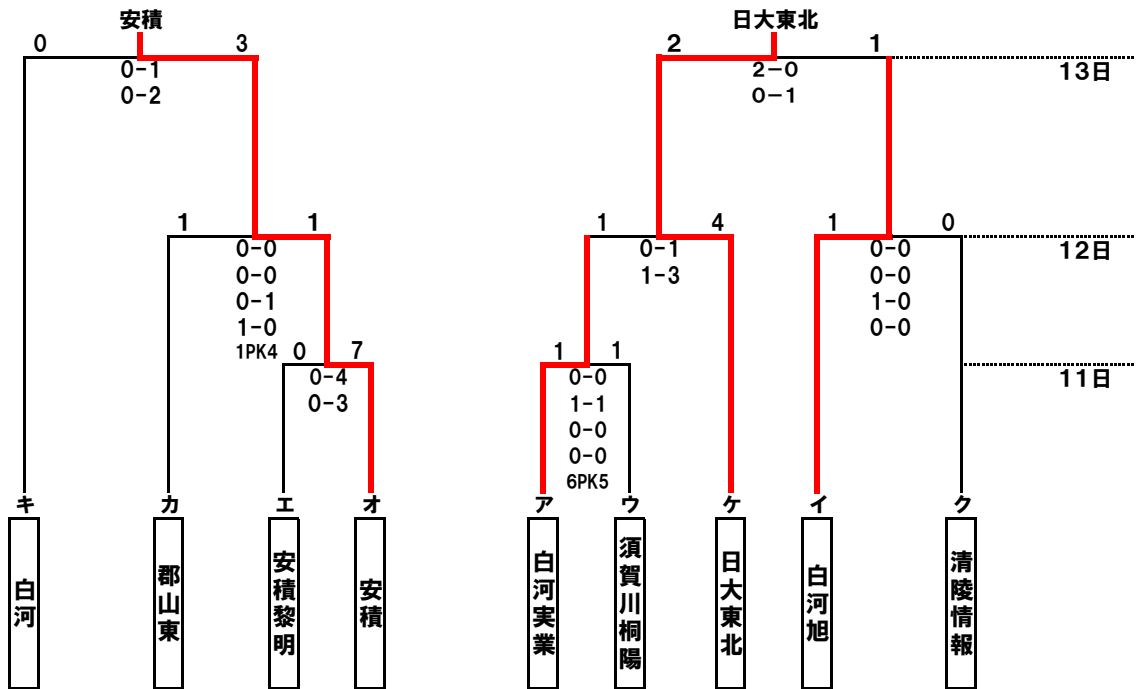 安積
日大東北
0 3
2 1
0-1
0-2
2-0
0-1
13日
1 1
1 4
1 0
0-0
0-0
0-1
1-0
1PK4
0-1
1-3
0-0
0-0
1-0
0-0
12日
0 7
1 1
0-4
0-3
0-0
1-1
0-0
0-0
6PK5
11日
キ カ エ オ ア ウ ケ イ ク
白河
郡山東
安積黎明
安積
白河実業
須賀川桐陽
日大東北
白河旭
清陵情報